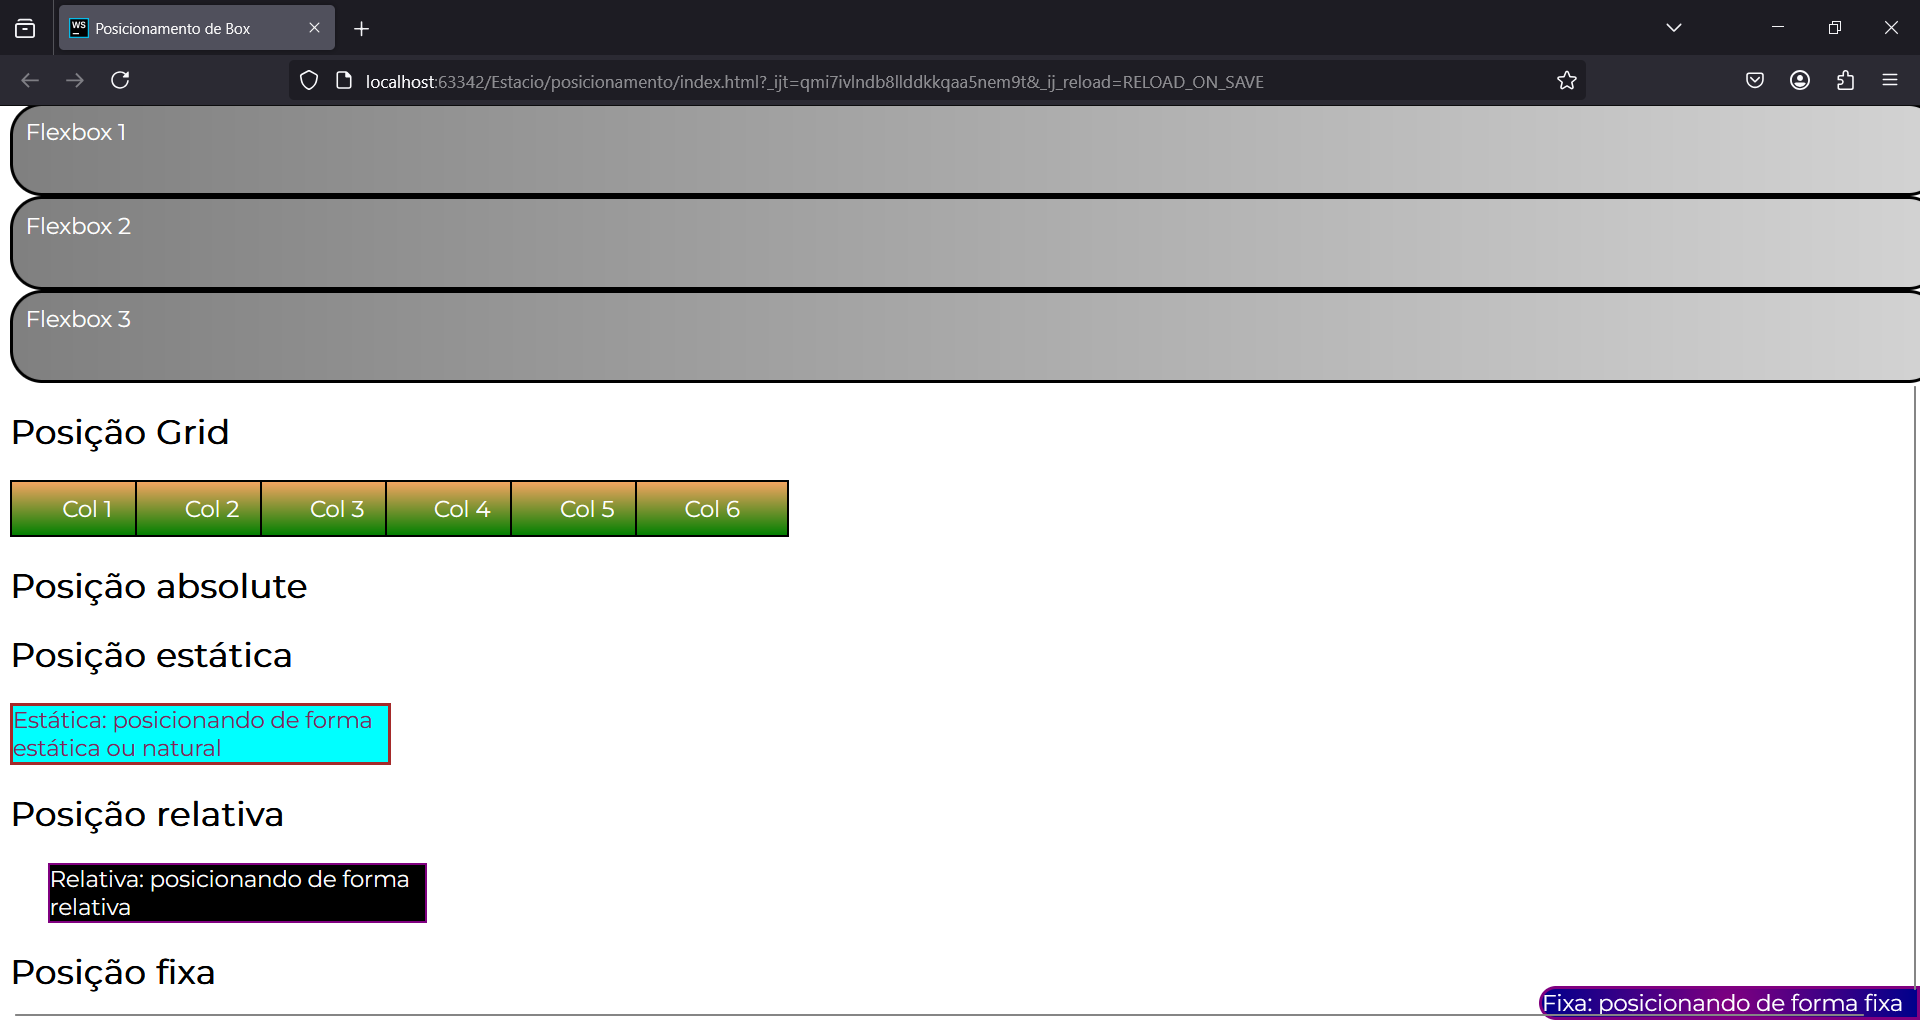 WS
Posicionamento de Box
localhost:63342/Estacio/posicionamento/index.html?_ijt=qmi7ivlndb8llddkkqaa5nem9t&_ij_reload=RELOAD_ON_SAVE
Flexbox 1
Flexbox 2
Flexbox 3
Posição Grid
Col 1 Col 2 Col 3 Col 4 Col 5 Col 6
Posição absolute
Posição estática
Estática: posicionando de forma
estática ou natural
Posição relativa
Relativa: posicionando de forma
relativa
Posição fixa
Fixa: posicionando de forma fixa